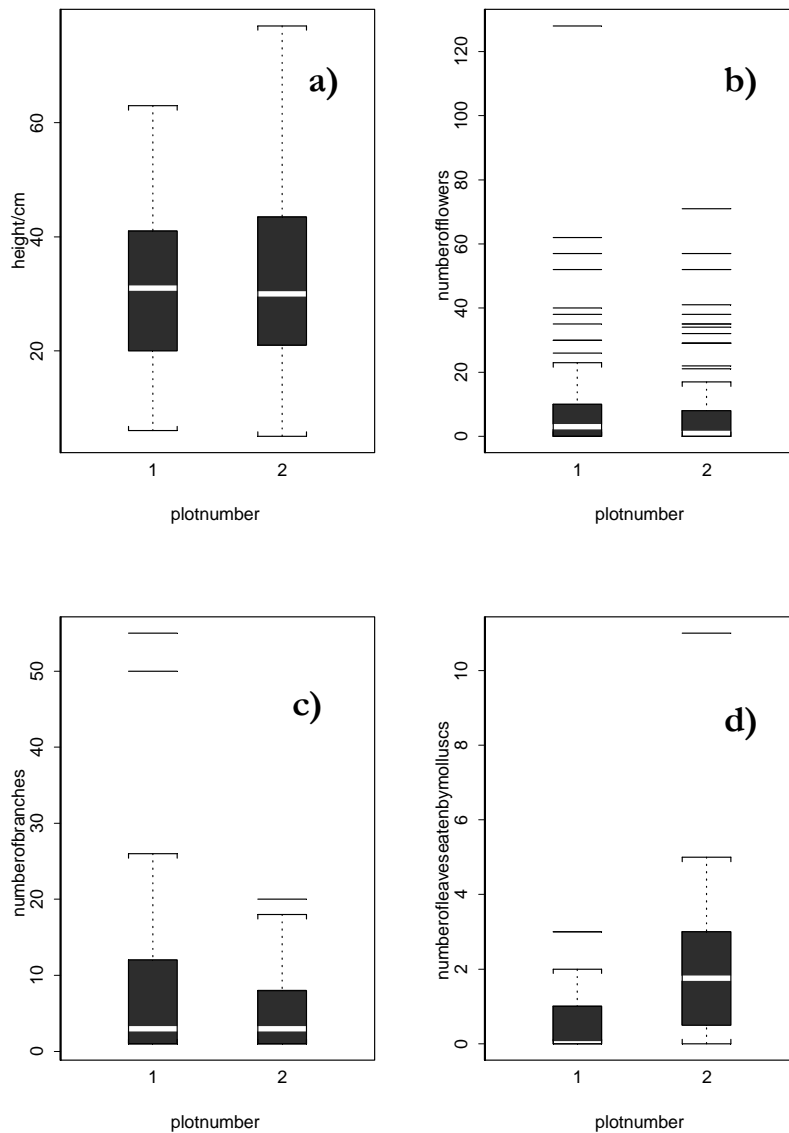 a)
height/cm
60
40
20
1 2
plotnumber
b)
numberofflowers
120
100
80
60
40
20
0
1 2
plotnumber
c)
numberofbranches
50
40
30
20
10
0
1 2
plotnumber
d)
numberofleaveseatenbymolluscs
10
8
6
4
2
0
1 2
plotnumber